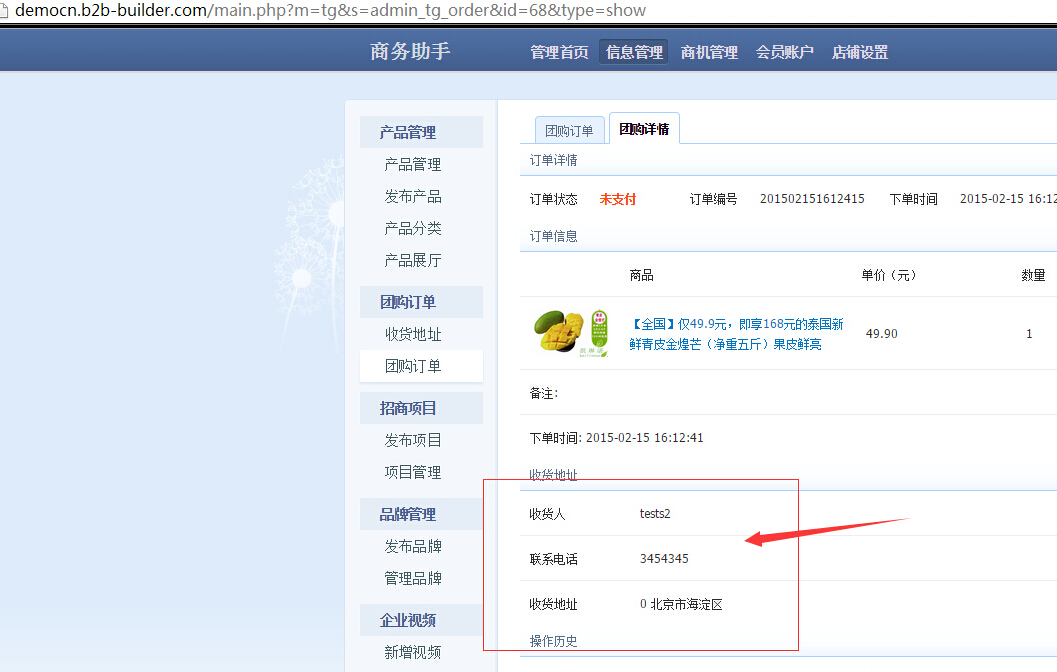 democn.b2b-builder.com/main.php?m=tg&s=admin_tg_order&id=68&type=show
商务助手 管理首页 信息管理 商机管理 会员账户 店铺设置
产品管理
产品管理
发布产品
产品分类
产品展厅
团购订单
收货地址
团购订单
招商项目
发布项目
项目管理
品牌管理
发布品牌
管理品牌
企业视频
新增视频
团购订单 团购详情
订单详情
订单状态 未支付 订单编号 201502151612415 下单时间 2015-02-15 16:12
订单信息
商品 单价（元） 数量
【全国】仅49.9元，即享168元的泰国新
鲜青皮金煌芒（净重五斤）果皮鲜亮
49.90 1
备注:
下单时间: 2015-02-15 16:12:41
收货地址
收货人 tests2
联系电话 3454345
收货地址 0 北京市海淀区
操作历史